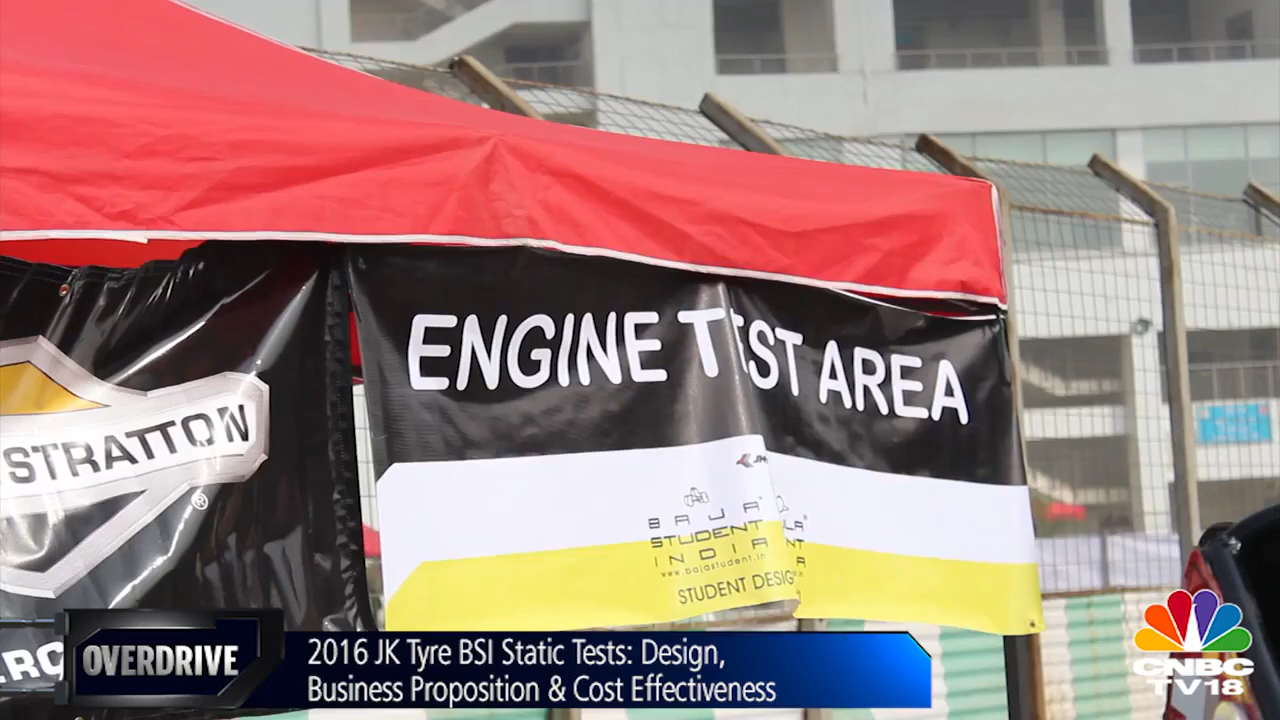 ENGINE TEST AREA
STRATTON
®
BAJA
STUDENT
INDIA
www.bajastudent.in
STUDENT DESIG
OVERDRIVE
2016 JK Tyre BSI Static Tests: Design,
Business Proposition & Cost Effectiveness
CNBC
TV18